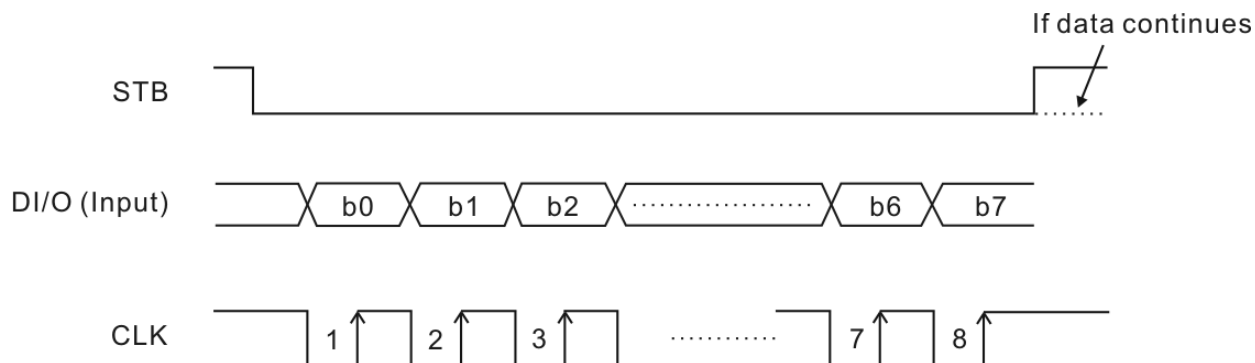 If data continues
STB
DI/O (Input)
b0 b1 b2 b6 b7
CLK
1 2 3 7 8